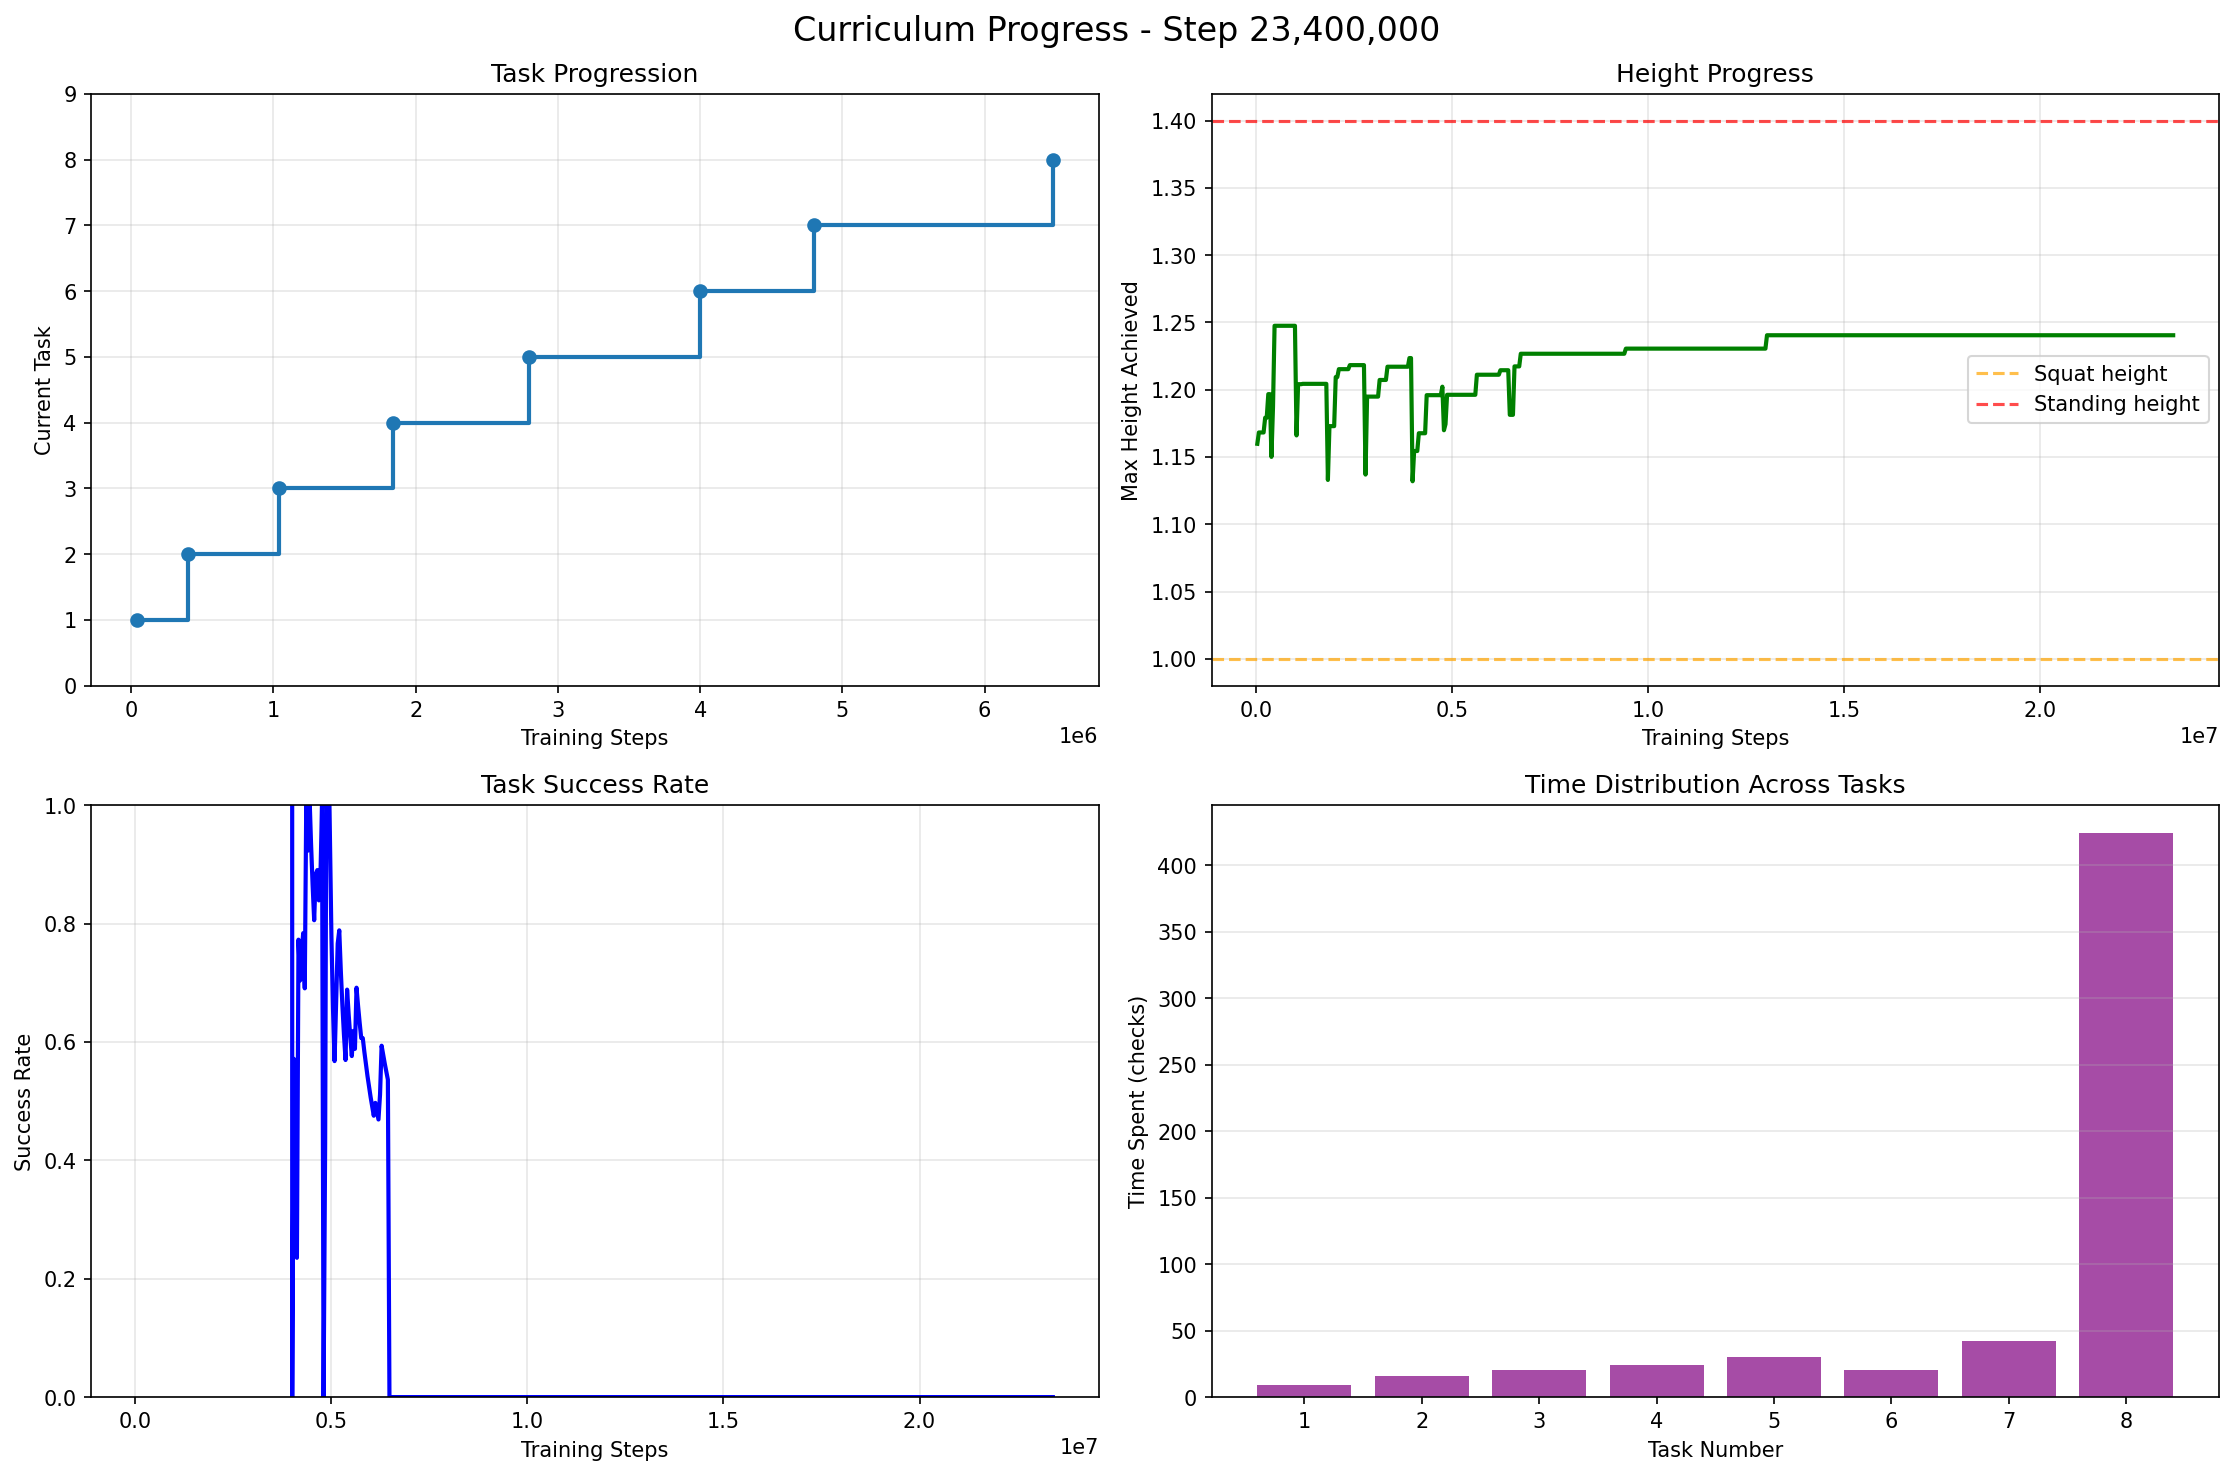 Curriculum Progress - Step 23,400,000
Task Progression
Current Task
9
8
7
6
5
4
3
2
1
0
0 1 2 3 4 5 6
1e6
Training Steps
Height Progress
Max Height Achieved
1.40
1.35
1.30
1.25
1.20
1.15
1.10
1.05
1.00
Squat height
Standing height
0.0 0.5 1.0 1.5 2.0
1e7
Training Steps
Task Success Rate
Success Rate
1.0
0.8
0.6
0.4
0.2
0.0
0.0 0.5 1.0 1.5 2.0
1e7
Training Steps
Time Distribution Across Tasks
Time Spent (checks)
400
350
300
250
200
150
100
50
0
1 2 3 4 5 6 7 8
Task Number